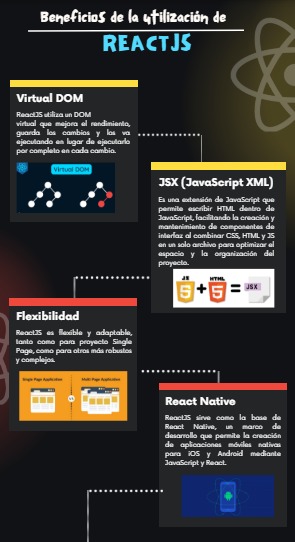 Beneficios de la utilización de
REACTJS
Virtual DOM
ReactJS utiliza un DOM
virtual que mejora el rendimiento,
guarda los cambios y los va
ejecutando en lugar de ejecutarlo
por completo en cada cambio.
Virtual DOM
JSX (JavaScript XML)
Es una extensión de JavaScript que
permite escribir HTML dentro de
JavaScript, facilitando la creación y
mantenimiento de componentes de
interfaz al combinar CSS, HTML y JS
en un solo archivo para optimizar el
espacio y la organización del
proyecto.
JS
HTML
+
=
JSX
Flexibilidad
ReactJS es flexible y adaptable,
tanto como para proyecto Single
Page, como para otros más robustos
y complejos.
Single Page Application
Multi Page Application
React Native
ReactJS sirve como la base de
React Native, un marco de
desarrollo que permite la creación
de aplicaciones móviles nativas
para iOS y Android mediante
JavaScript y React.